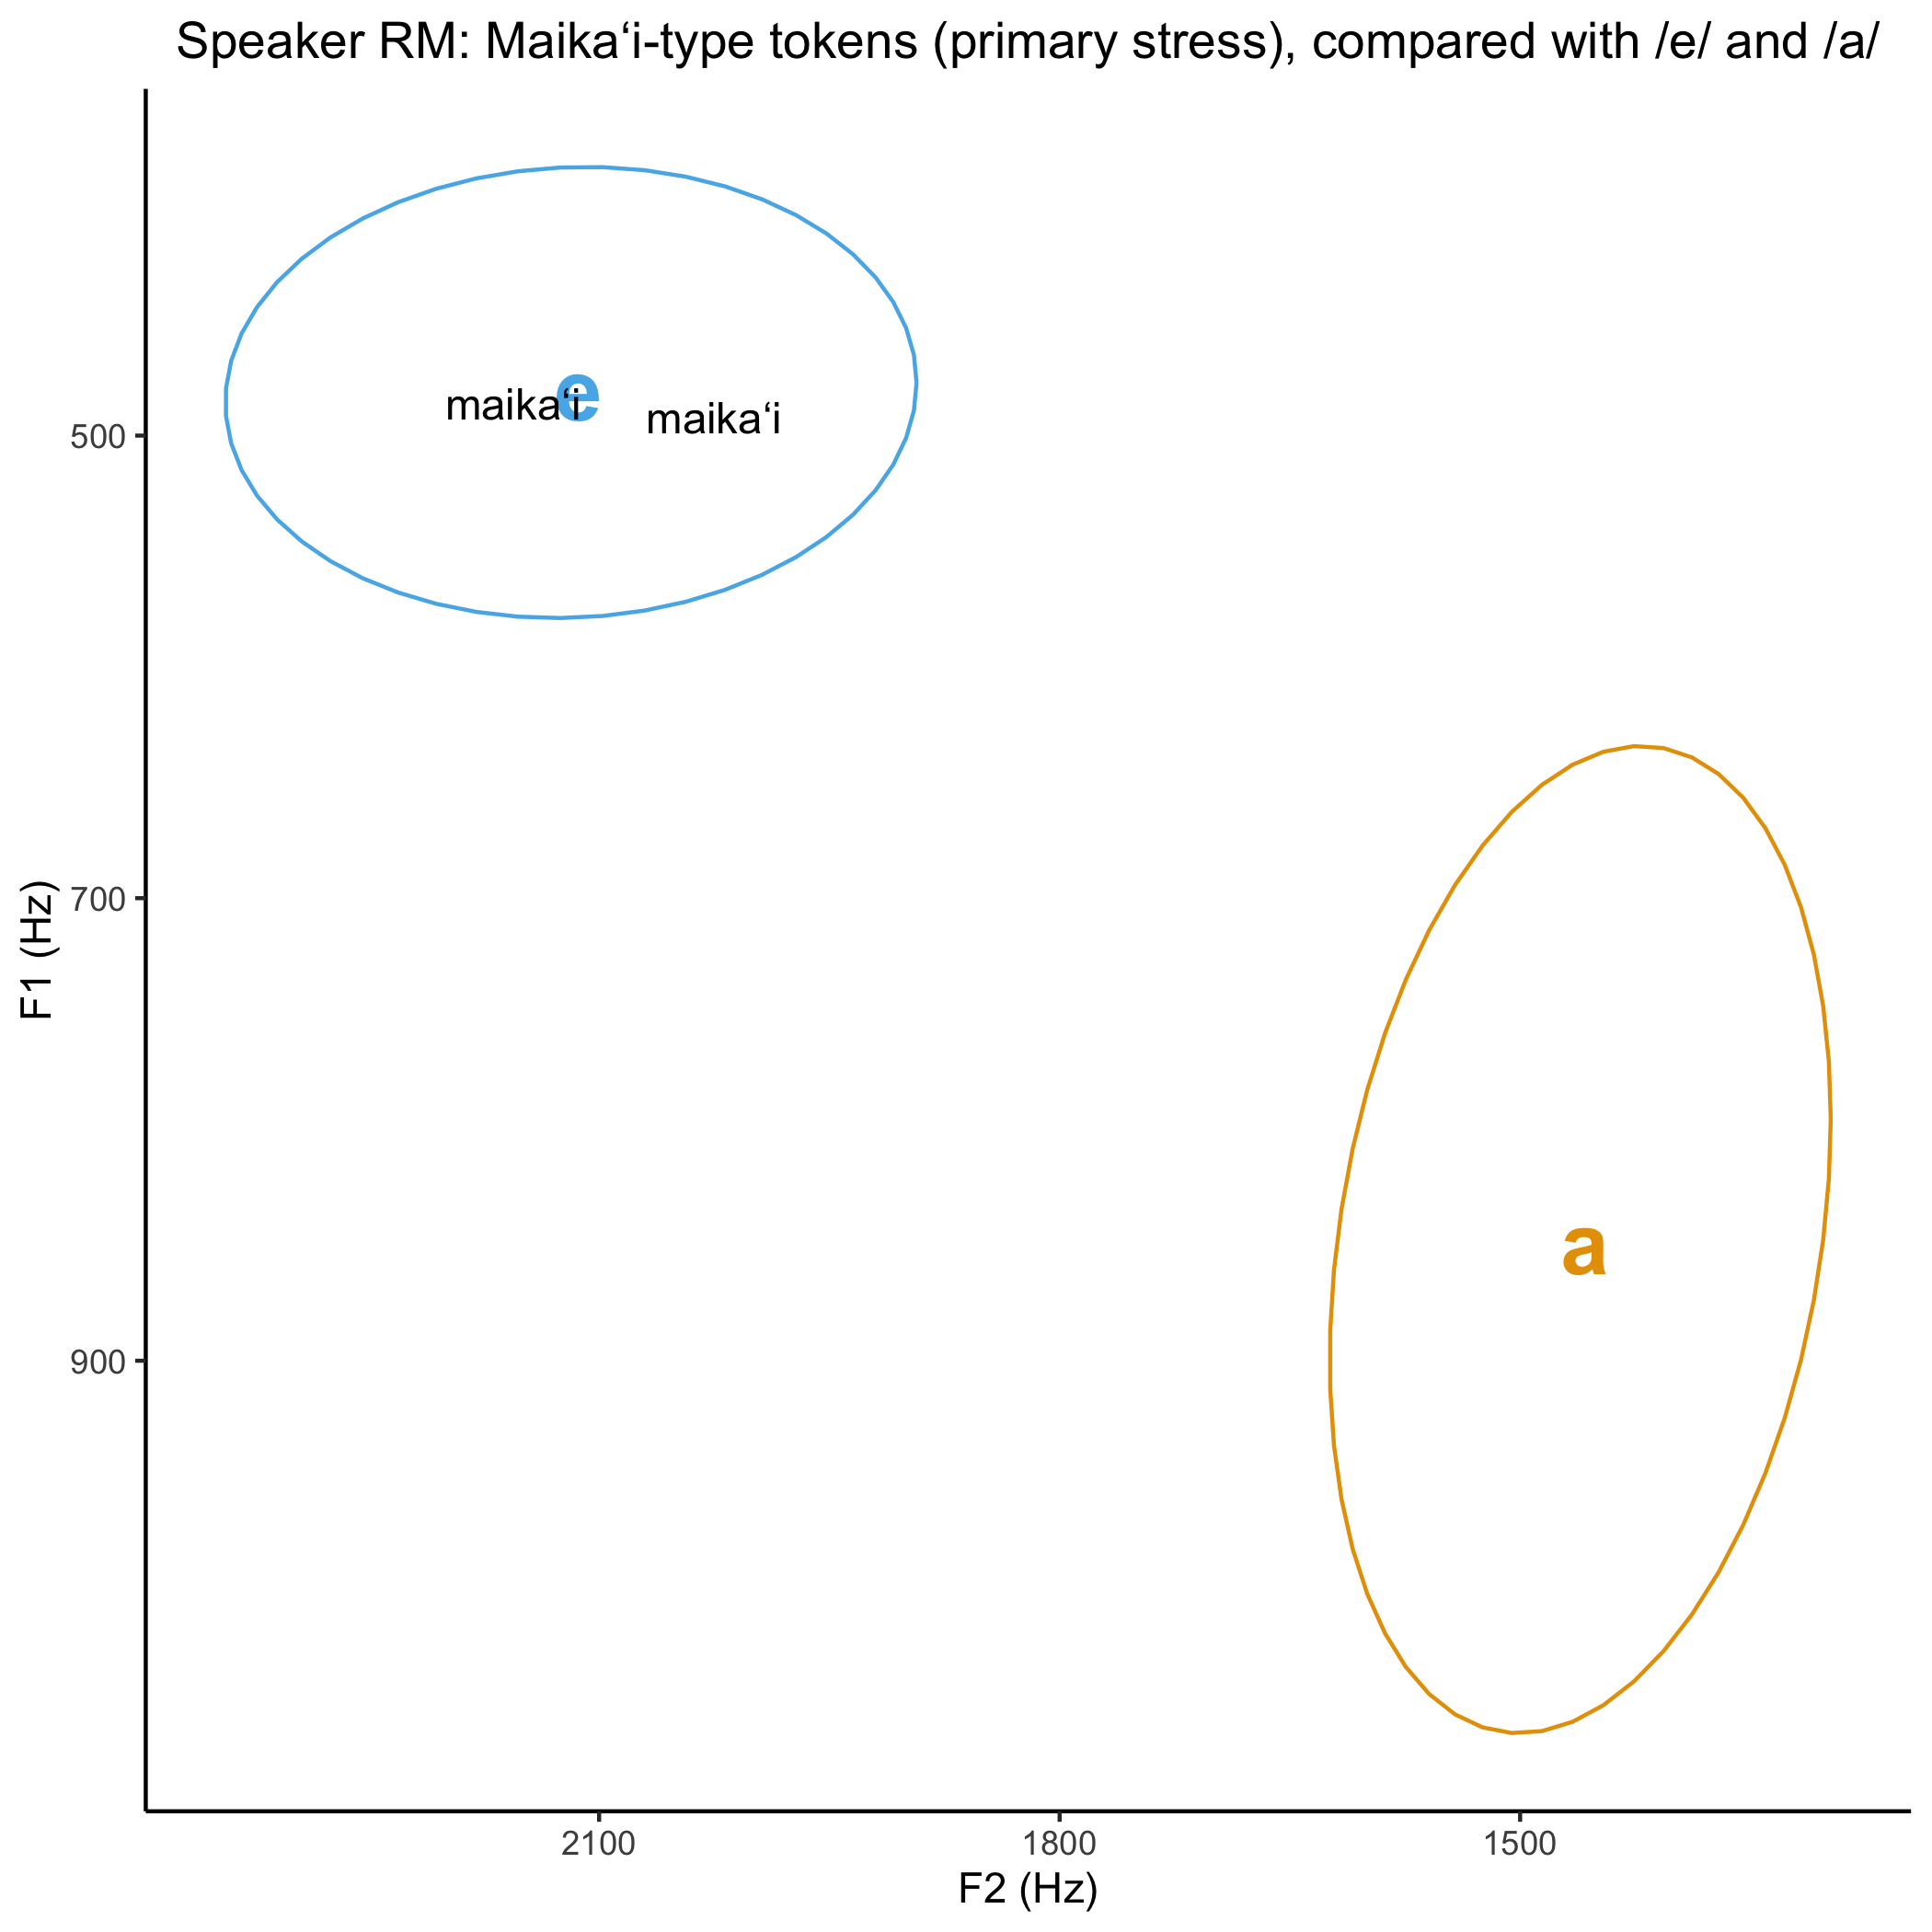 Speaker RM: Maikaʻi-type tokens (primary stress), compared with /e/ and /a/
e
maikaʻi
maikaʻi
500
F1 (Hz)
700
a
900
2100
1800
1500
F2 (Hz)